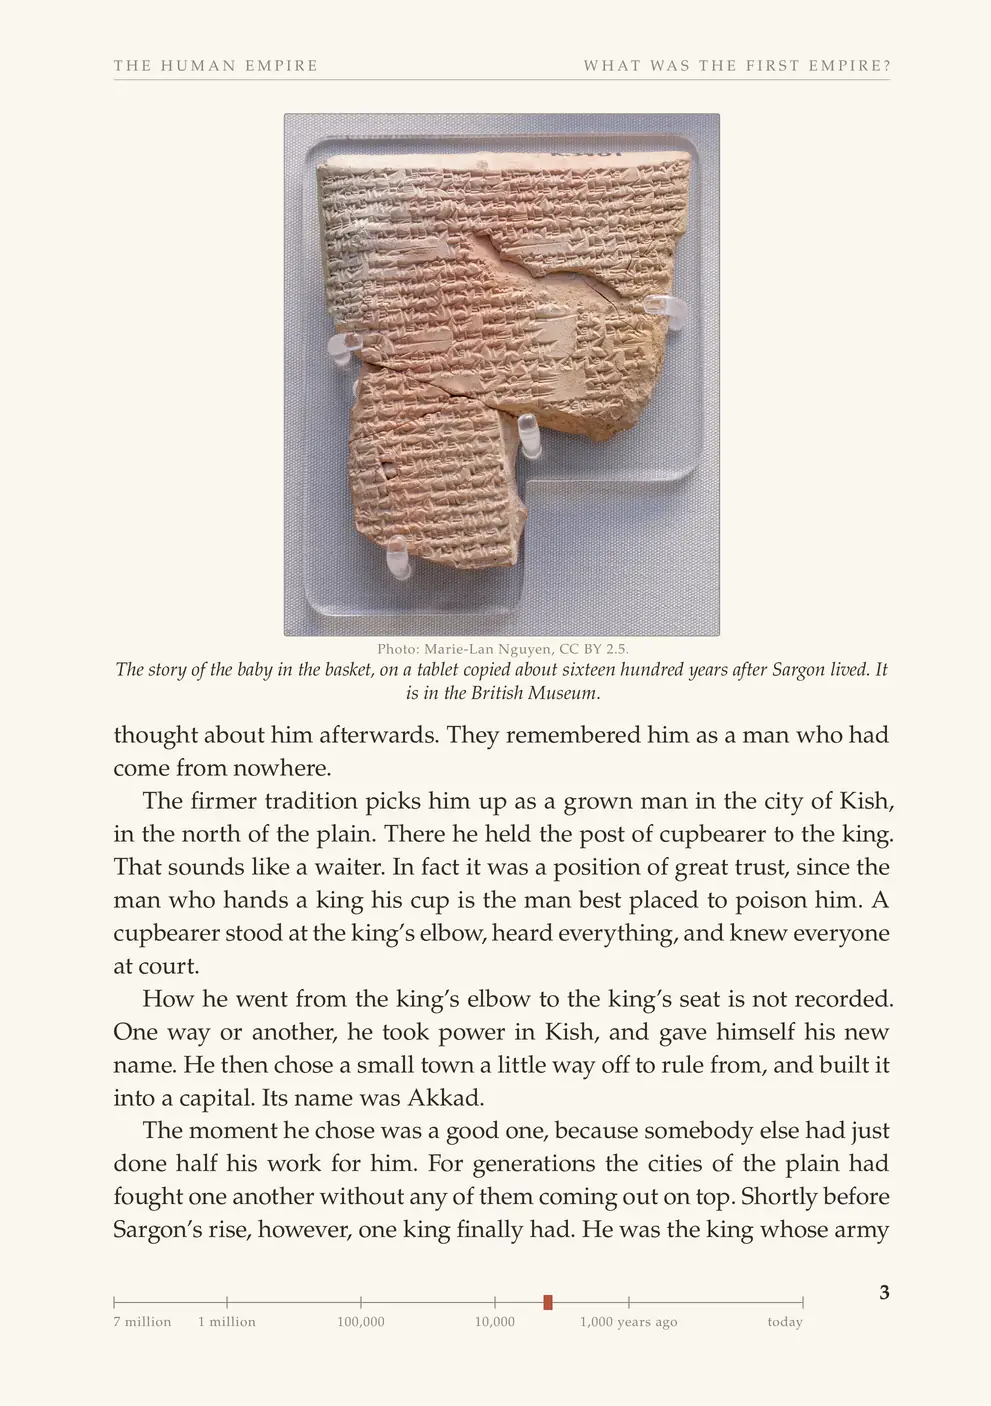 THE HUMAN EMPIRE
WHAT WAS THE FIRST EMPIRE?
K.3401
Photo: Marie-Lan Nguyen, CC BY 2.5.
The story of the baby in the basket, on a tablet copied about sixteen hundred years after Sargon lived. It
is in the British Museum.
thought about him afterwards. They remembered him as a man who had
come from nowhere.
The firmer tradition picks him up as a grown man in the city of Kish,
in the north of the plain. There he held the post of cupbearer to the king.
That sounds like a waiter. In fact it was a position of great trust, since the
man who hands a king his cup is the man best placed to poison him. A
cupbearer stood at the king’s elbow, heard everything, and knew everyone
at court.
How he went from the king’s elbow to the king’s seat is not recorded.
One way or another, he took power in Kish, and gave himself his new
name. He then chose a small town a little way off to rule from, and built it
into a capital. Its name was Akkad.
The moment he chose was a good one, because somebody else had just
done half his work for him. For generations the cities of the plain had
fought one another without any of them coming out on top. Shortly before
Sargon’s rise, however, one king finally had. He was the king whose army
3
7 million 1 million 100,000 10,000 1,000 years ago today